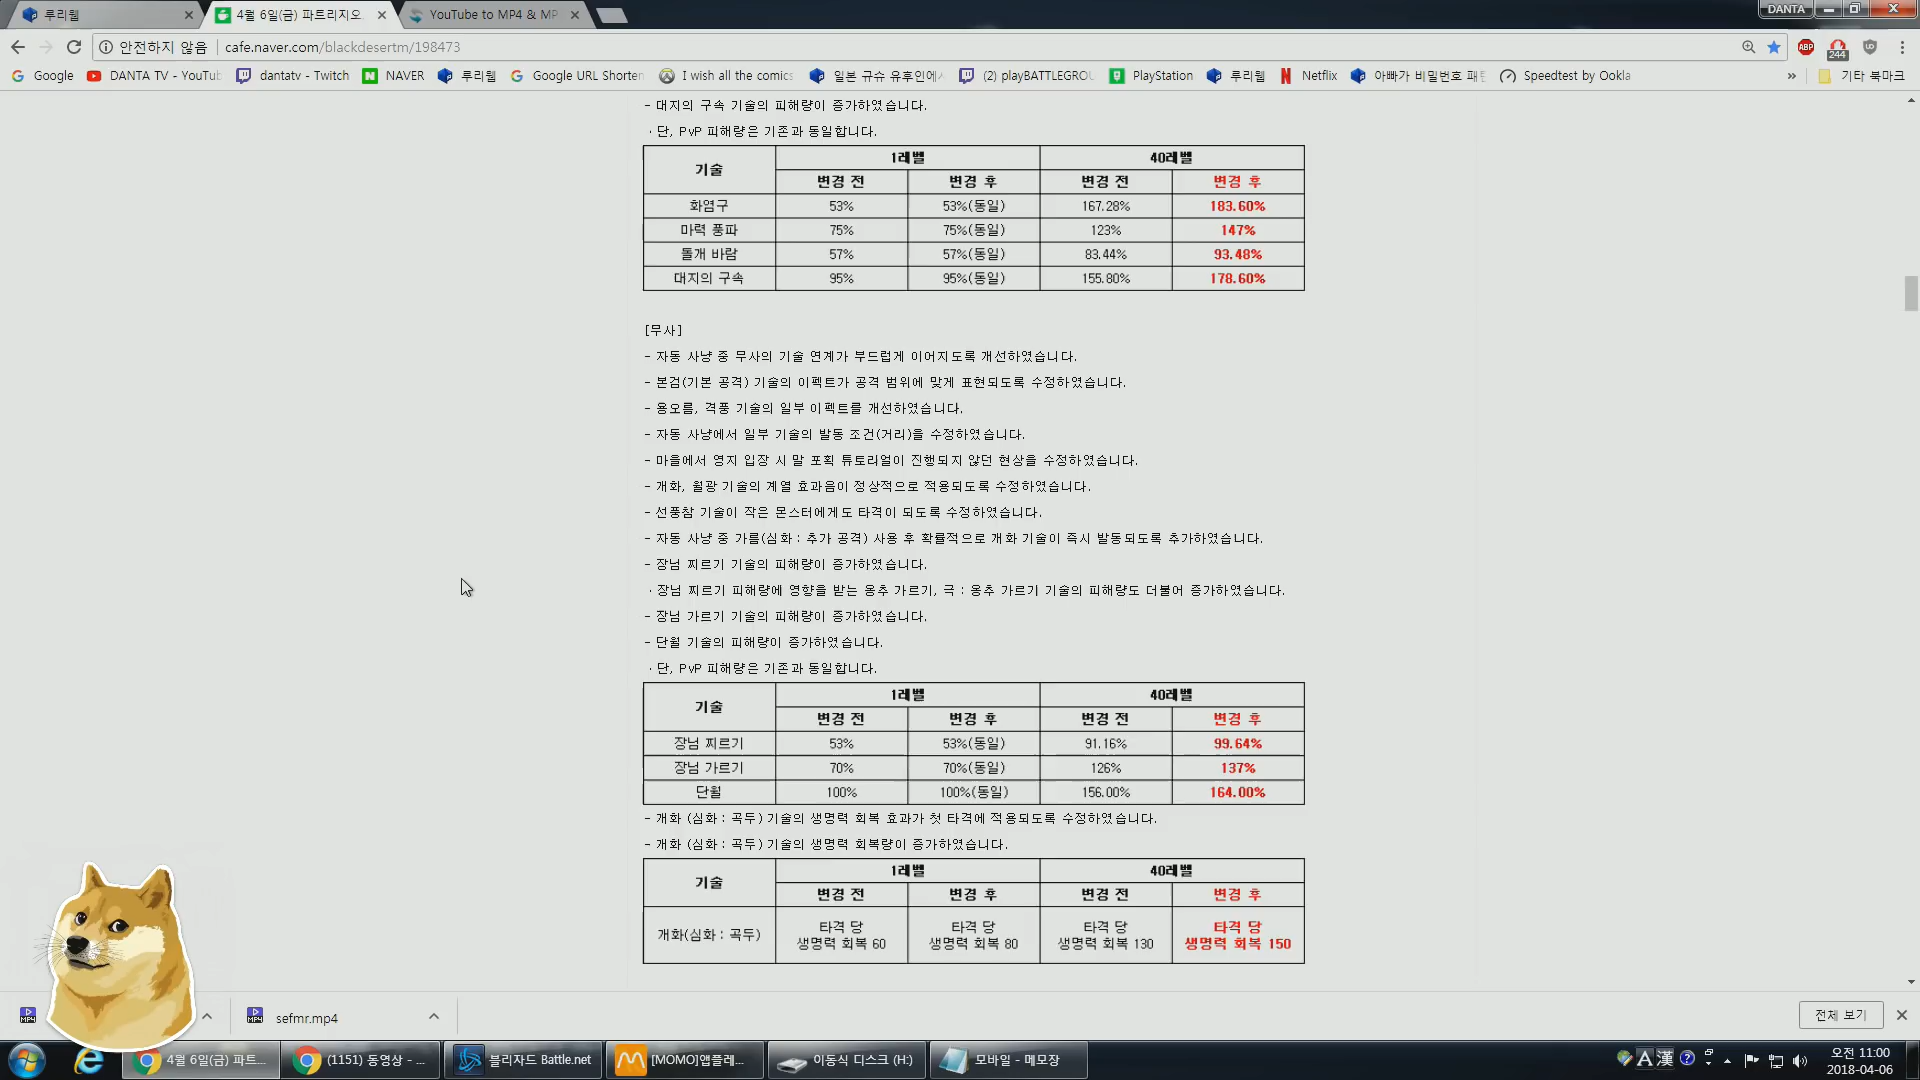 루리웹
4월 6일(금) 파트리지오
YouTube to MP4 & MP
DANTA
안전하지 않음 cafe.naver.com/blackdesertm/198473
ABP
244
Google
DANTA TV - YouTub
dantatv - Twitch
NAVER
루리웹
Google URL Shorten
I wish all the comics
일본 규슈 유후인에
(2) playBATTLEGROU
PlayStation
루리웹
Netflix
아빠가 비밀번호 패턴
Speedtest by Ookla
기타 북마크
- 대지의 구속 기술의 피해량이 증가하였습니다.
· 단, PvP 피해량은 기존과 동일합니다.
기술 1레벨 40레벨
변경 전 변경 후 변경 전 변경 후
화염구 53% 53%(동일) 167.28% 183.60%
마력 풍파 75% 75%(동일) 123% 147%
돌개 바람 57% 57%(동일) 83.44% 93.48%
대지의 구속 95% 95%(동일) 155.80% 178.60%
[무사]
- 자동 사냥 중 무사의 기술 연계가 부드럽게 이어지도록 개선하였습니다.
- 본검(기본 공격) 기술의 이펙트가 공격 범위에 맞게 표현되도록 수정하였습니다.
- 용오름, 격풍 기술의 일부 이펙트를 개선하였습니다.
- 자동 사냥에서 일부 기술의 발동 조건(거리)을 수정하였습니다.
- 마을에서 영지 입장 시 말 포획 튜토리얼이 진행되지 않던 현상을 수정하였습니다.
- 개화, 월광 기술의 계열 효과음이 정상적으로 적용되도록 수정하였습니다.
- 선풍참 기술이 작은 몬스터에게도 타격이 되도록 수정하였습니다.
- 자동 사냥 중 가름(심화 : 추가 공격) 사용 후 확률적으로 개화 기술이 즉시 발동되도록 추가하였습니다.
- 장님 찌르기 기술의 피해량이 증가하였습니다.
· 장님 찌르기 피해량에 영향을 받는 옹추 가르기, 극 : 옹추 가르기 기술의 피해량도 더불어 증가하였습니다.
- 장님 가르기 기술의 피해량이 증가하였습니다.
- 단월 기술의 피해량이 증가하였습니다.
· 단, PvP 피해량은 기존과 동일합니다.
기술 1레벨 40레벨
변경 전 변경 후 변경 전 변경 후
장님 찌르기 53% 53%(동일) 91.16% 99.64%
장님 가르기 70% 70%(동일) 126% 137%
단월 100% 100%(동일) 156.00% 164.00%
- 개화 (심화 : 곡두) 기술의 생명력 회복 효과가 첫 타격에 적용되도록 수정하였습니다.
- 개화 (심화 : 곡두) 기술의 생명력 회복량이 증가하였습니다.
기술 1레벨 40레벨
변경 전 변경 후 변경 전 변경 후
개화(심화 : 곡두) 타격 당 타격 당 타격 당 타격 당
생명력 회복 60 생명력 회복 80 생명력 회복 130 생명력 회복 150
sefmr.mp4
전체 보기
4월 6일(금) 파트...
(1151) 동영상 - ...
블리자드 Battle.net
[MOMO]앱플레...
이동식 디스크 (H:)
모바일 - 메모장
A漢
오전 11:00
2018-04-06